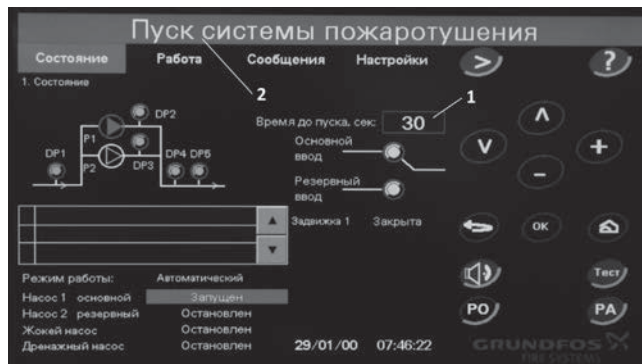 Пуск системы пожаротушения
Состояние Работа Сообщения Настройки > ?
1. Состояние
2 1
DP2
Время до пуска, сек: 30
P1
Основной ввод
DP1 P2 DP3 DP4 DP5
Резервный ввод
Задвижка 1 Закрыта
OK
Режим работы: Автоматический
Тест
Насос 1 основной Запущен
Насос 2 резервный Остановлен
PO PA
Жокей насос Остановлен
Дренажный насос Остановлен 29/01/00 07:46:22
GRUNDFOS
FIRE SYSTEMS